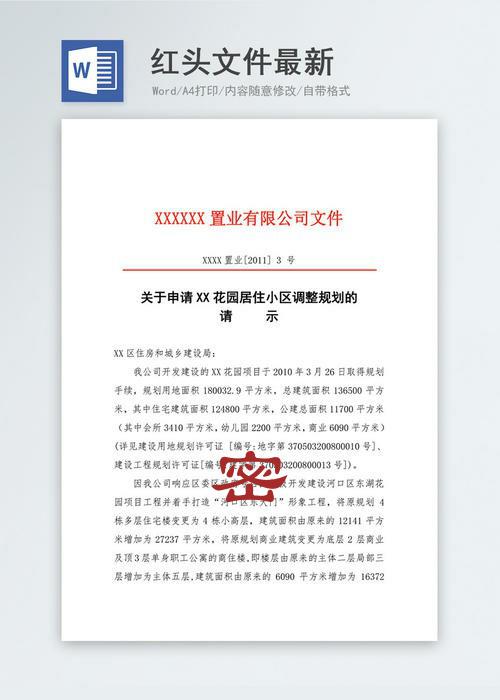 W
红头文件最新
Word/A4打印/内容随意修改/自带格式
XXXXXX 置业有限公司文件
XXXX 置业[2011] 3 号
关于申请 XX 花园居住小区调整规划的
请 示
XX 区住房和城乡建设局:
我公司开发建设的 XX 花园项目于 2010 年 3 月 26 日取得规划
手续，规划用地面积 180032.9 平方米，总建筑面积 136500 平方
米，其中住宅建筑面积 124800 平方米，公建总面积 11700 平方米
（其中会所 3410 平方米，幼儿园 2200 平方米，商业 6090 平方米）
(详见建设用地规划许可证 [编号:地字第 370503200800010 号]、
建设工程规划许可证[编号:建字第 370503200800013 号])。
因我公司响应区委区政 开发建设河口区东湖花
园项目工程并着手打造“河口区东大门”形象工程，将原规划 4
栋多层住宅楼变更为 4 栋小高层，建筑面积由原来的 12141 平方
米增加为 27237 平方米，将原规划商业建筑变更为底层 2 层商业
及顶 3 层单身职工公寓的商住楼,即楼层由原来的主体二层局部三
层增加为主体五层,建筑面积由原来的 6090 平方米增加为 16372
密